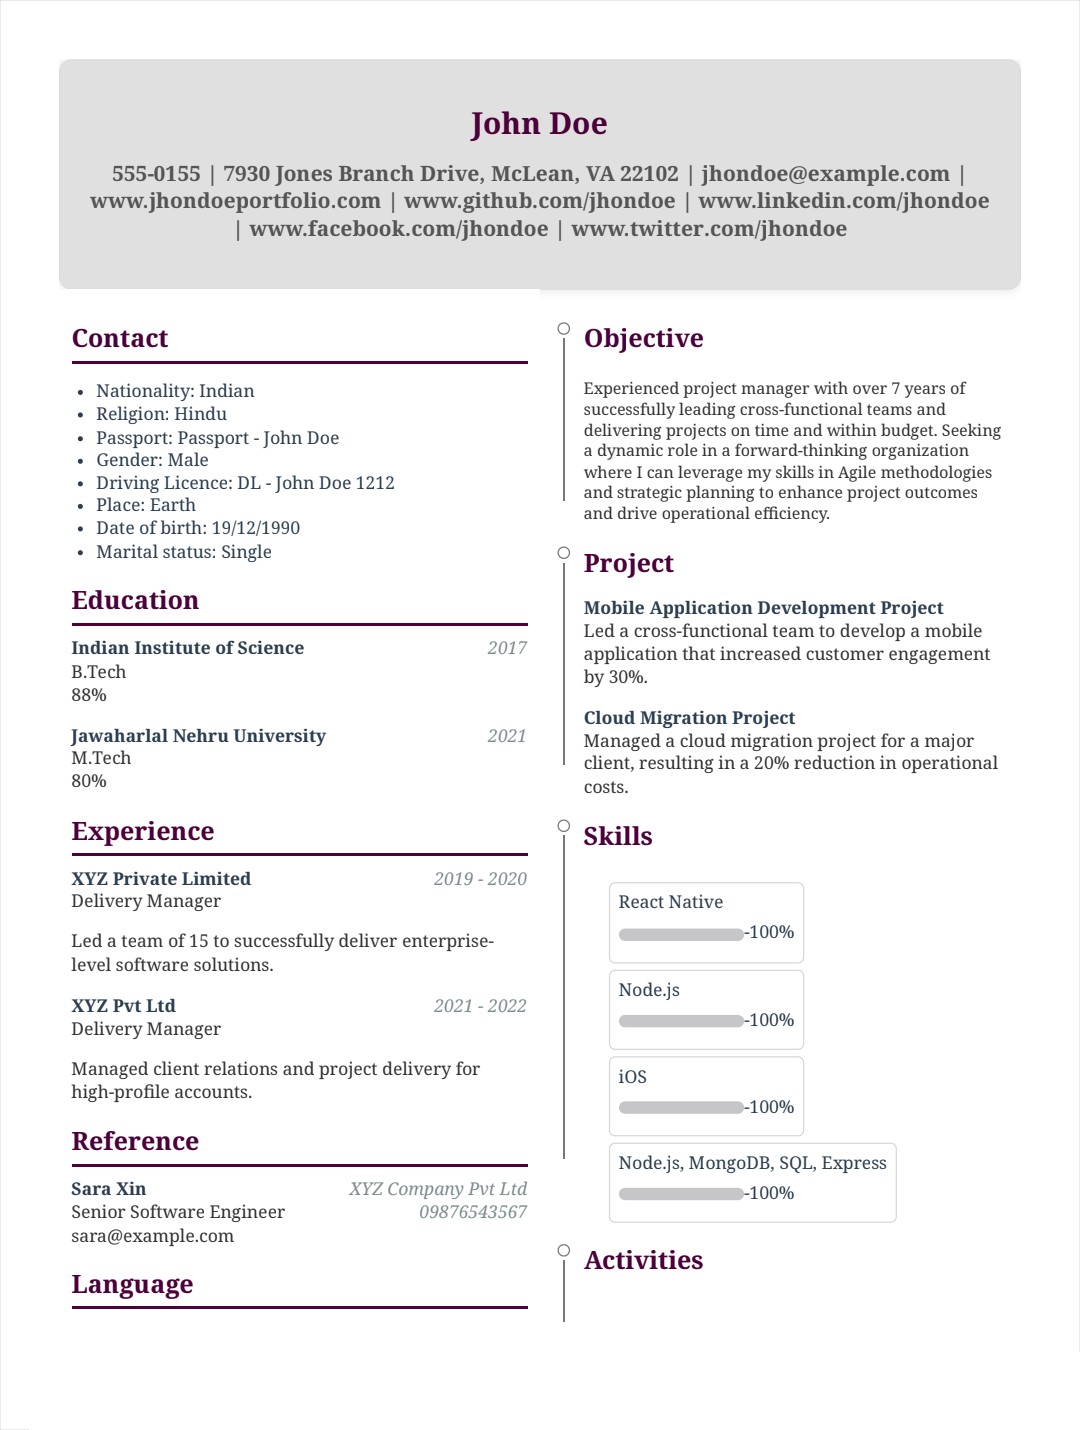 John Doe
555-0155 | 7930 Jones Branch Drive, McLean, VA 22102 | jhondoe@example.com |
www.jhondoeportfolio.com | www.github.com/jhondoe | www.linkedin.com/jhondoe
| www.facebook.com/jhondoe | www.twitter.com/jhondoe
Contact
• Nationality: Indian
• Religion: Hindu
• Passport: Passport - John Doe
• Gender: Male
• Driving Licence: DL - John Doe 1212
• Place: Earth
• Date of birth: 19/12/1990
• Marital status: Single
Education
Indian Institute of Science 2017
B.Tech
88%
Jawaharlal Nehru University 2021
M.Tech
80%
Experience
XYZ Private Limited 2019 - 2020
Delivery Manager
Led a team of 15 to successfully deliver enterprise-
level software solutions.
XYZ Pvt Ltd 2021 - 2022
Delivery Manager
Managed client relations and project delivery for
high-profile accounts.
Reference
Sara Xin XYZ Company Pvt Ltd
Senior Software Engineer 09876543567
sara@example.com
Language
Objective
Experienced project manager with over 7 years of
successfully leading cross-functional teams and
delivering projects on time and within budget. Seeking
a dynamic role in a forward-thinking organization
where I can leverage my skills in Agile methodologies
and strategic planning to enhance project outcomes
and drive operational efficiency.
Project
Mobile Application Development Project
Led a cross-functional team to develop a mobile
application that increased customer engagement
by 30%.
Cloud Migration Project
Managed a cloud migration project for a major
client, resulting in a 20% reduction in operational
costs.
Skills
React Native
-100%
Node.js
-100%
iOS
-100%
Node.js, MongoDB, SQL, Express
-100%
Activities